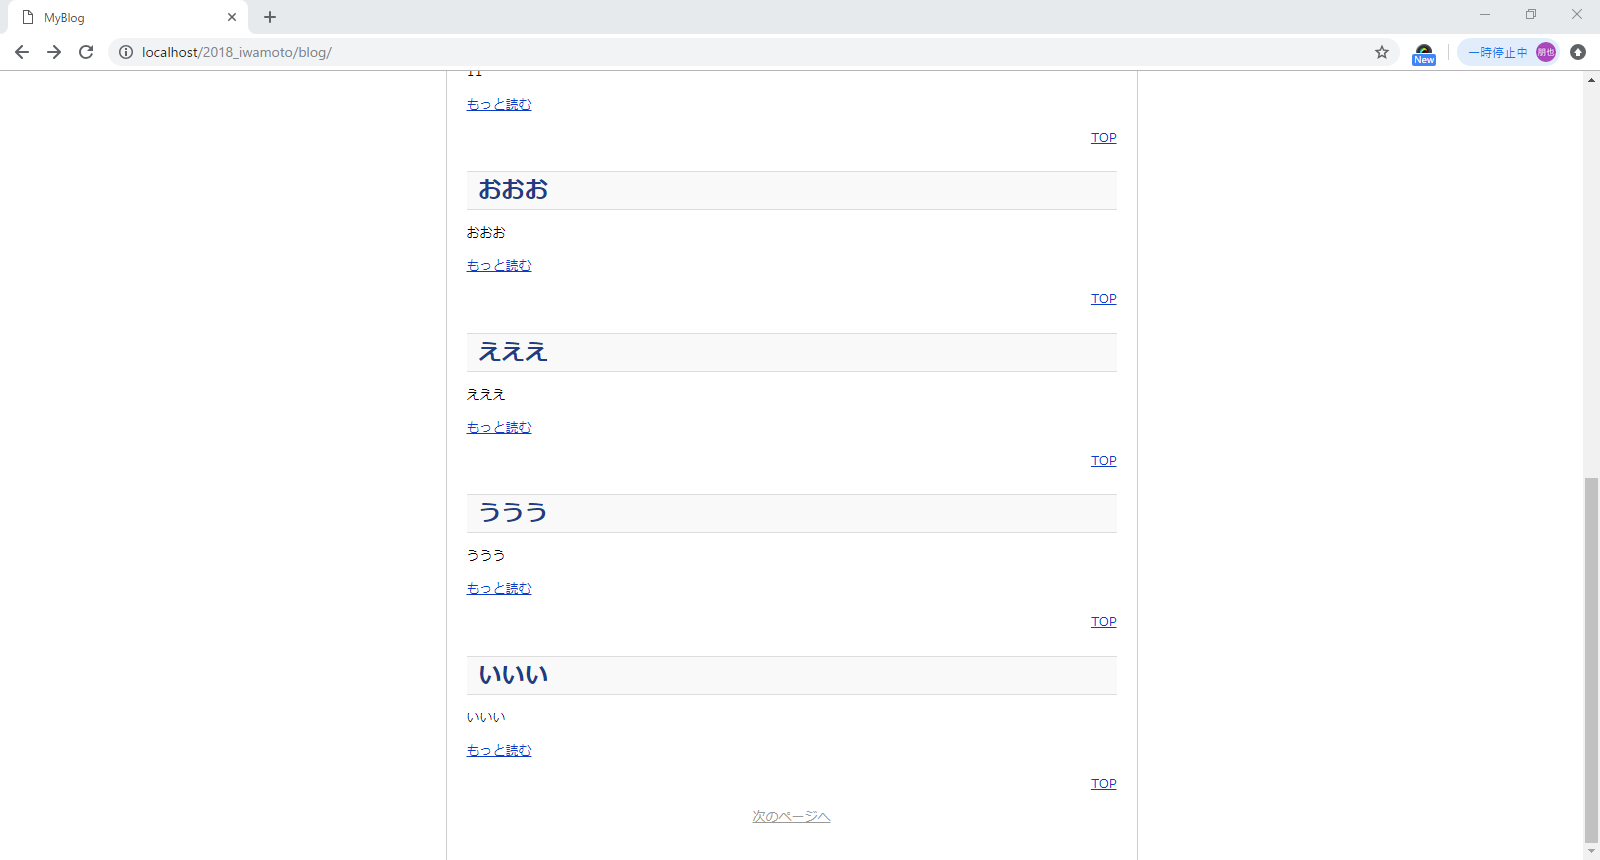 MyBlog
localhost/2018_iwamoto/blog/
New
一時停止中
朋也
もっと読む
TOP
おおお
おおお
もっと読む
TOP
えええ
えええ
もっと読む
TOP
ううう
ううう
もっと読む
TOP
いいい
いいい
もっと読む
TOP
次のページへ